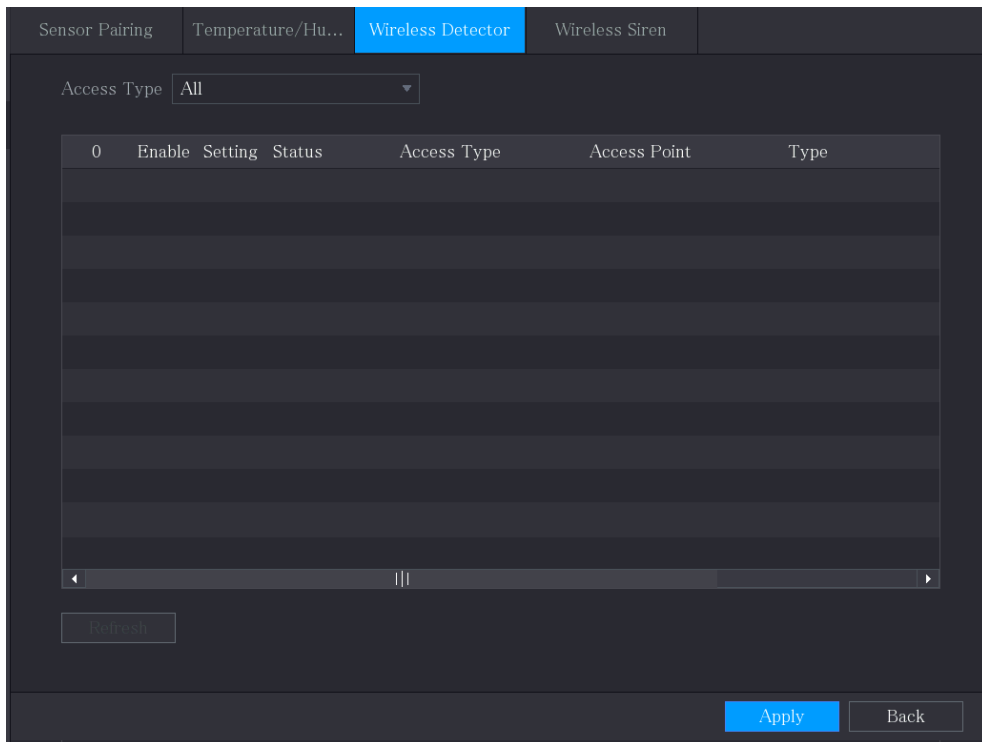 Sensor Pairing Temperature/Hu... Wireless Detector Wireless Siren
Access Type All
0 Enable Setting Status Access Type Access Point Type
Refresh
Apply Back